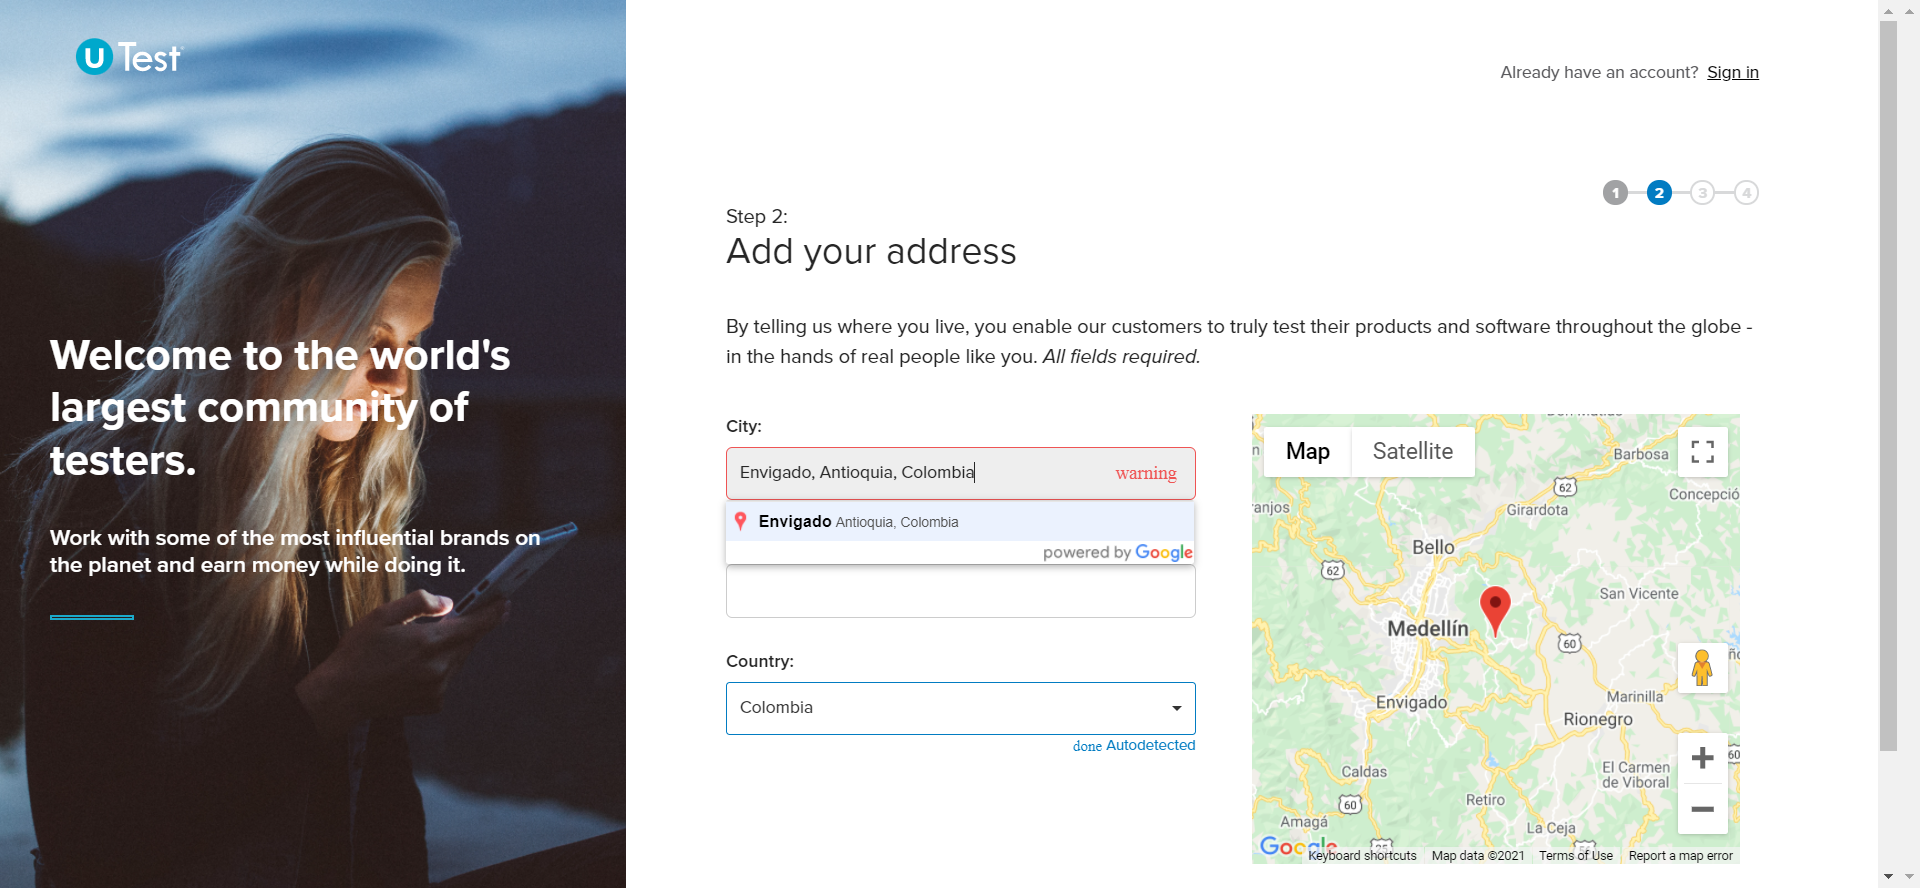 U Test
Welcome to the world's
largest community of
testers.
Work with some of the most influential brands on
the planet and earn money while doing it.
Already have an account? Sign in
1 2 3 4
Step 2:
Add your address
By telling us where you live, you enable our customers to truly test their products and software throughout the globe -
in the hands of real people like you. All fields required.
City:
Envigado, Antioquia, Colombia warning
Envigado Antioquia, Colombia
powered by Google
Country:
Colombia
done Autodetected
Map Satellite
Barbosa
Concepció
62
Girardota
ranjos
Bello
62
San Vicente
Medellín
60
Envigado
Marinilla
Rionegro
60
Caldas
El Carmen
de Viboral
60
Retiro
Amagá
La Ceja
25
56
Google
Keyboard shortcuts Map data ©2021 Terms of Use Report a map error